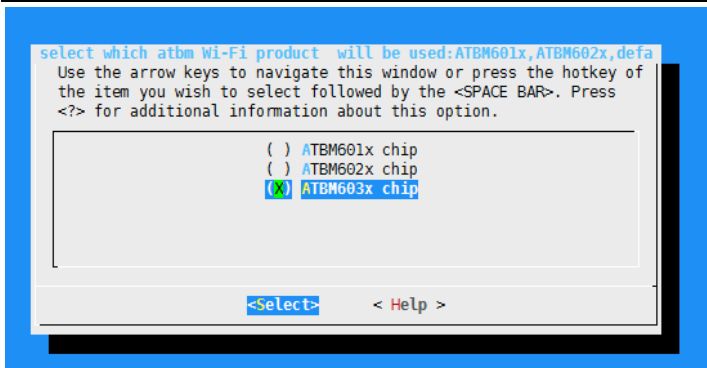 select which atbm Wi-Fi product will be used:ATBM601x,ATBM602x,defa
Use the arrow keys to navigate this window or press the hotkey of
the item you wish to select followed by the <SPACE BAR>. Press
<?> for additional information about this option.
( ) ATBM601x chip
( ) ATBM602x chip
(X) ATBM603x chip
<Select> < Help >